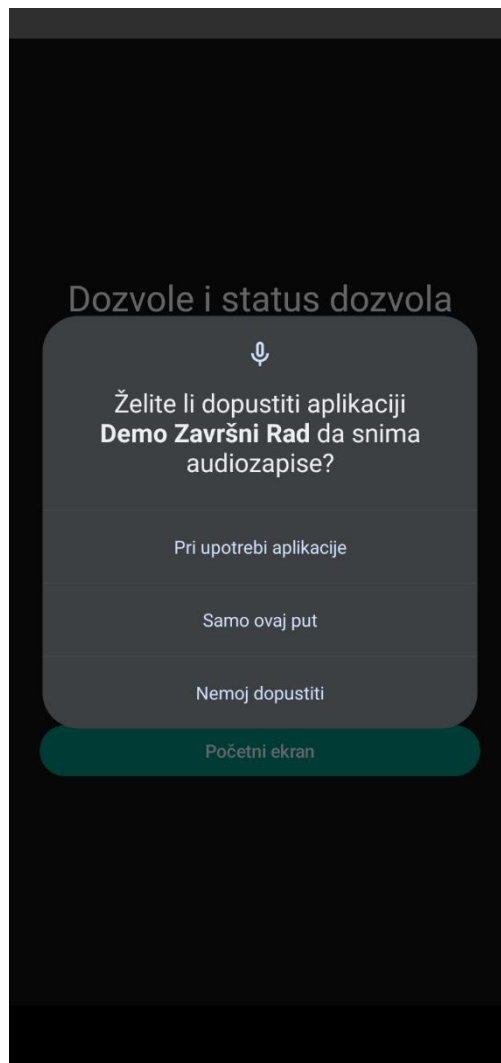 Dozvole i status dozvola
Želite li dopustiti aplikaciji
Demo Završni Rad da snima
audiozapise?
Pri upotrebi aplikacije
Samo ovaj put
Nemoj dopustiti
Početni ekran